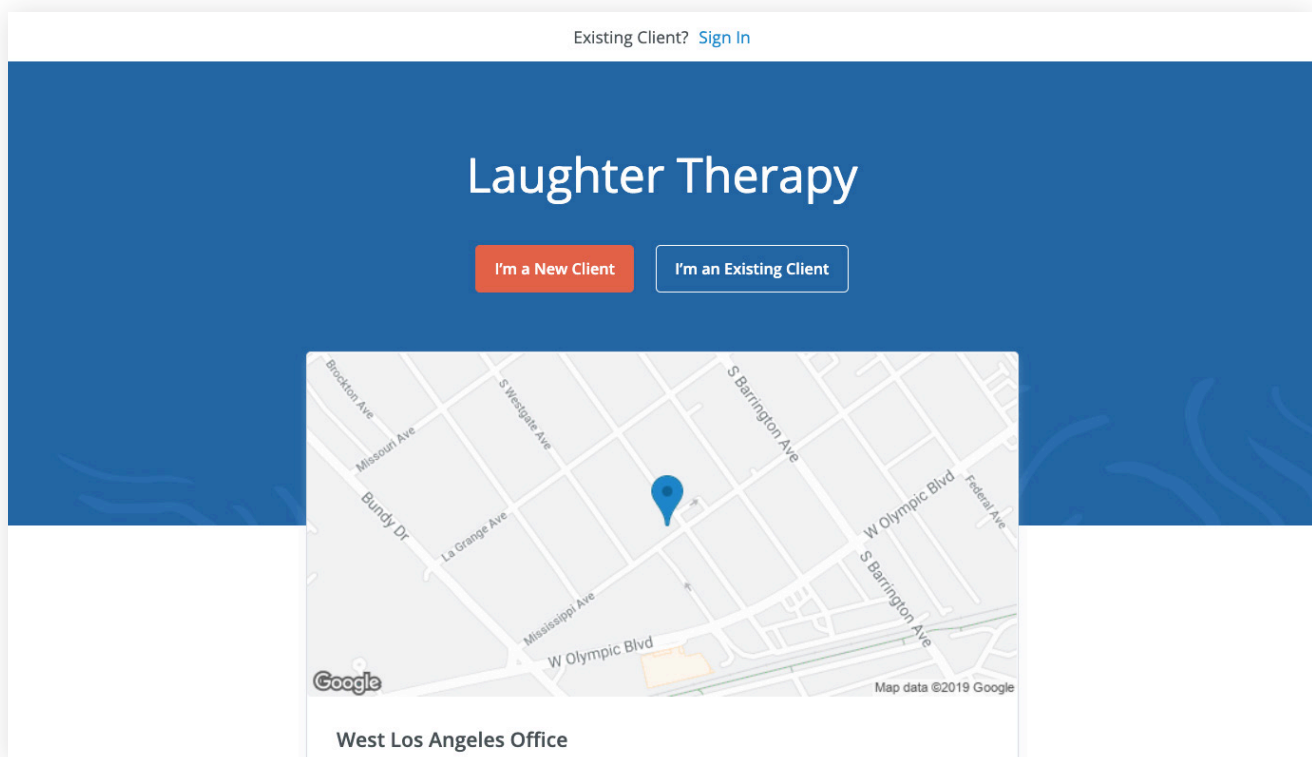 Existing Client? Sign In
Laughter Therapy
I'm a New Client
I'm an Existing Client
Brockton Ave
S Westgate Ave
S Barrington Ave
Missouri Ave
Bundy Dr
La Grange Ave
W Olympic Blvd
Federal Ave
S Barrington Ave
Mississippi Ave
W Olympic Blvd
Google
Map data ©2019 Google
West Los Angeles Office